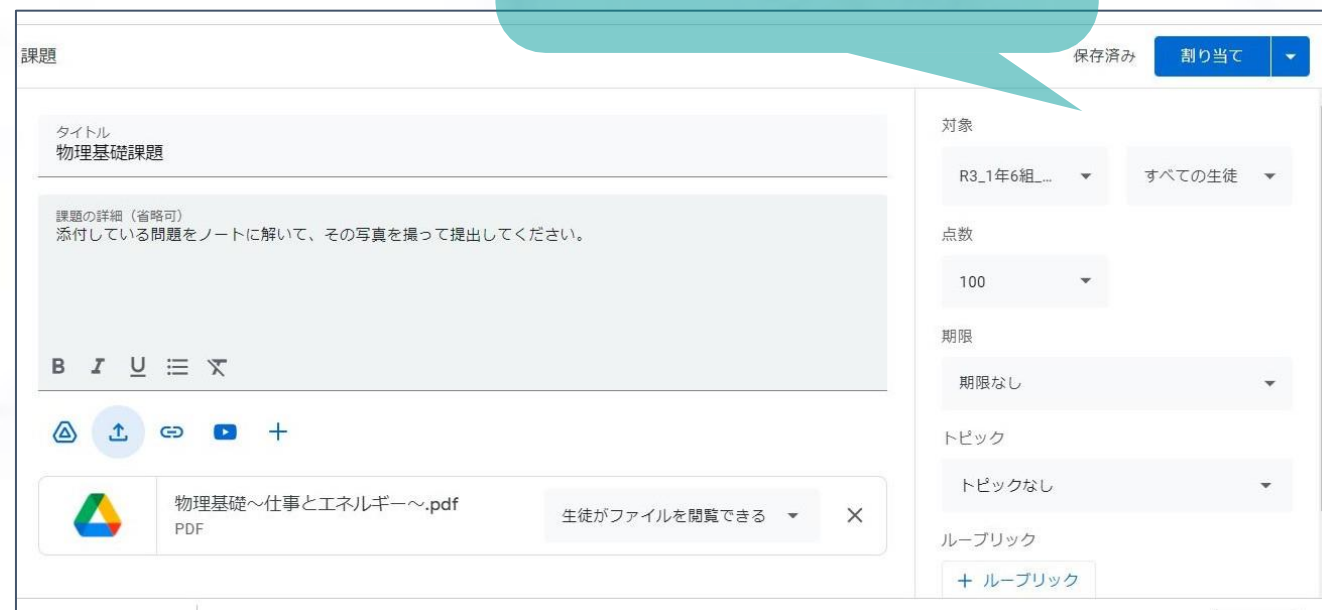 課題
保存済み
割り当て
タイトル
物理基礎課題
課題の詳細（省略可）
添付している問題をノートに解いて、その写真を撮って提出してください。
B I U
物理基礎～仕事とエネルギー～.pdf
PDF
生徒がファイルを閲覧できる
対象
R3_1年6組_...
すべての生徒
点数
100
期限
期限なし
トピック
トピックなし
ルーブリック
+ ルーブリック